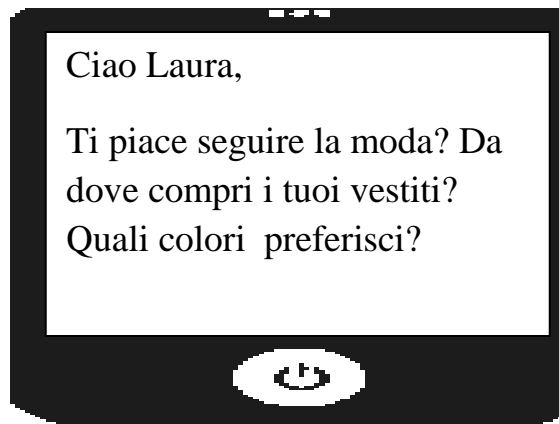 Ciao Laura,
Ti piace seguire la moda? Da
dove compri i tuoi vestiti?
Quali colori  preferisci?